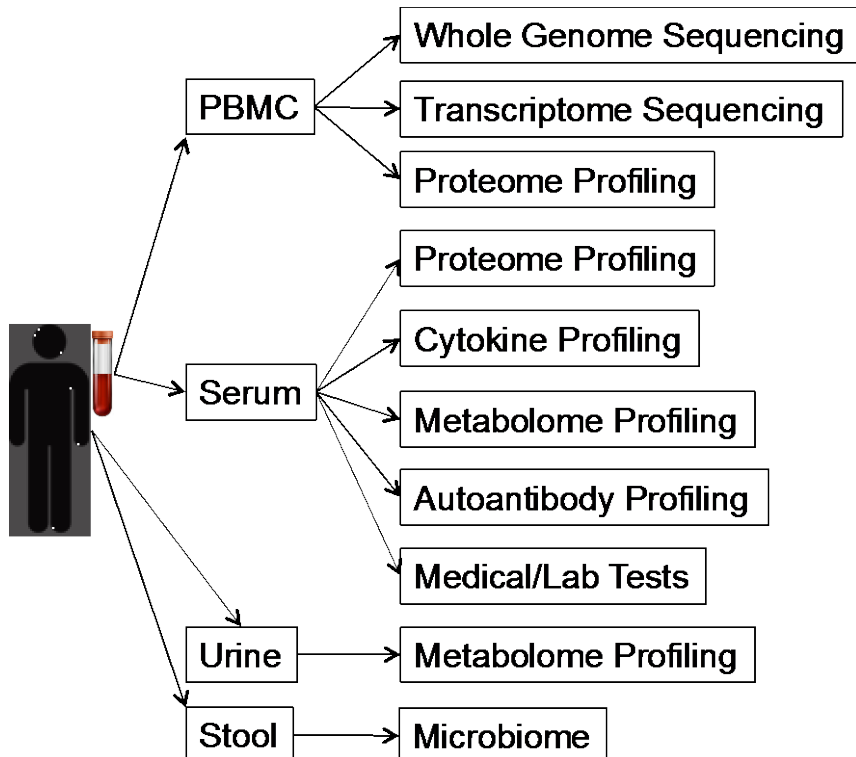 Whole Genome Sequencing
PBMC
Transcriptome Sequencing
Proteome Profiling
Proteome Profiling
Cytokine Profiling
Serum
Metabolome Profiling
Autoantibody Profiling
Medical/Lab Tests
Urine
Metabolome Profiling
Stool
Microbiome